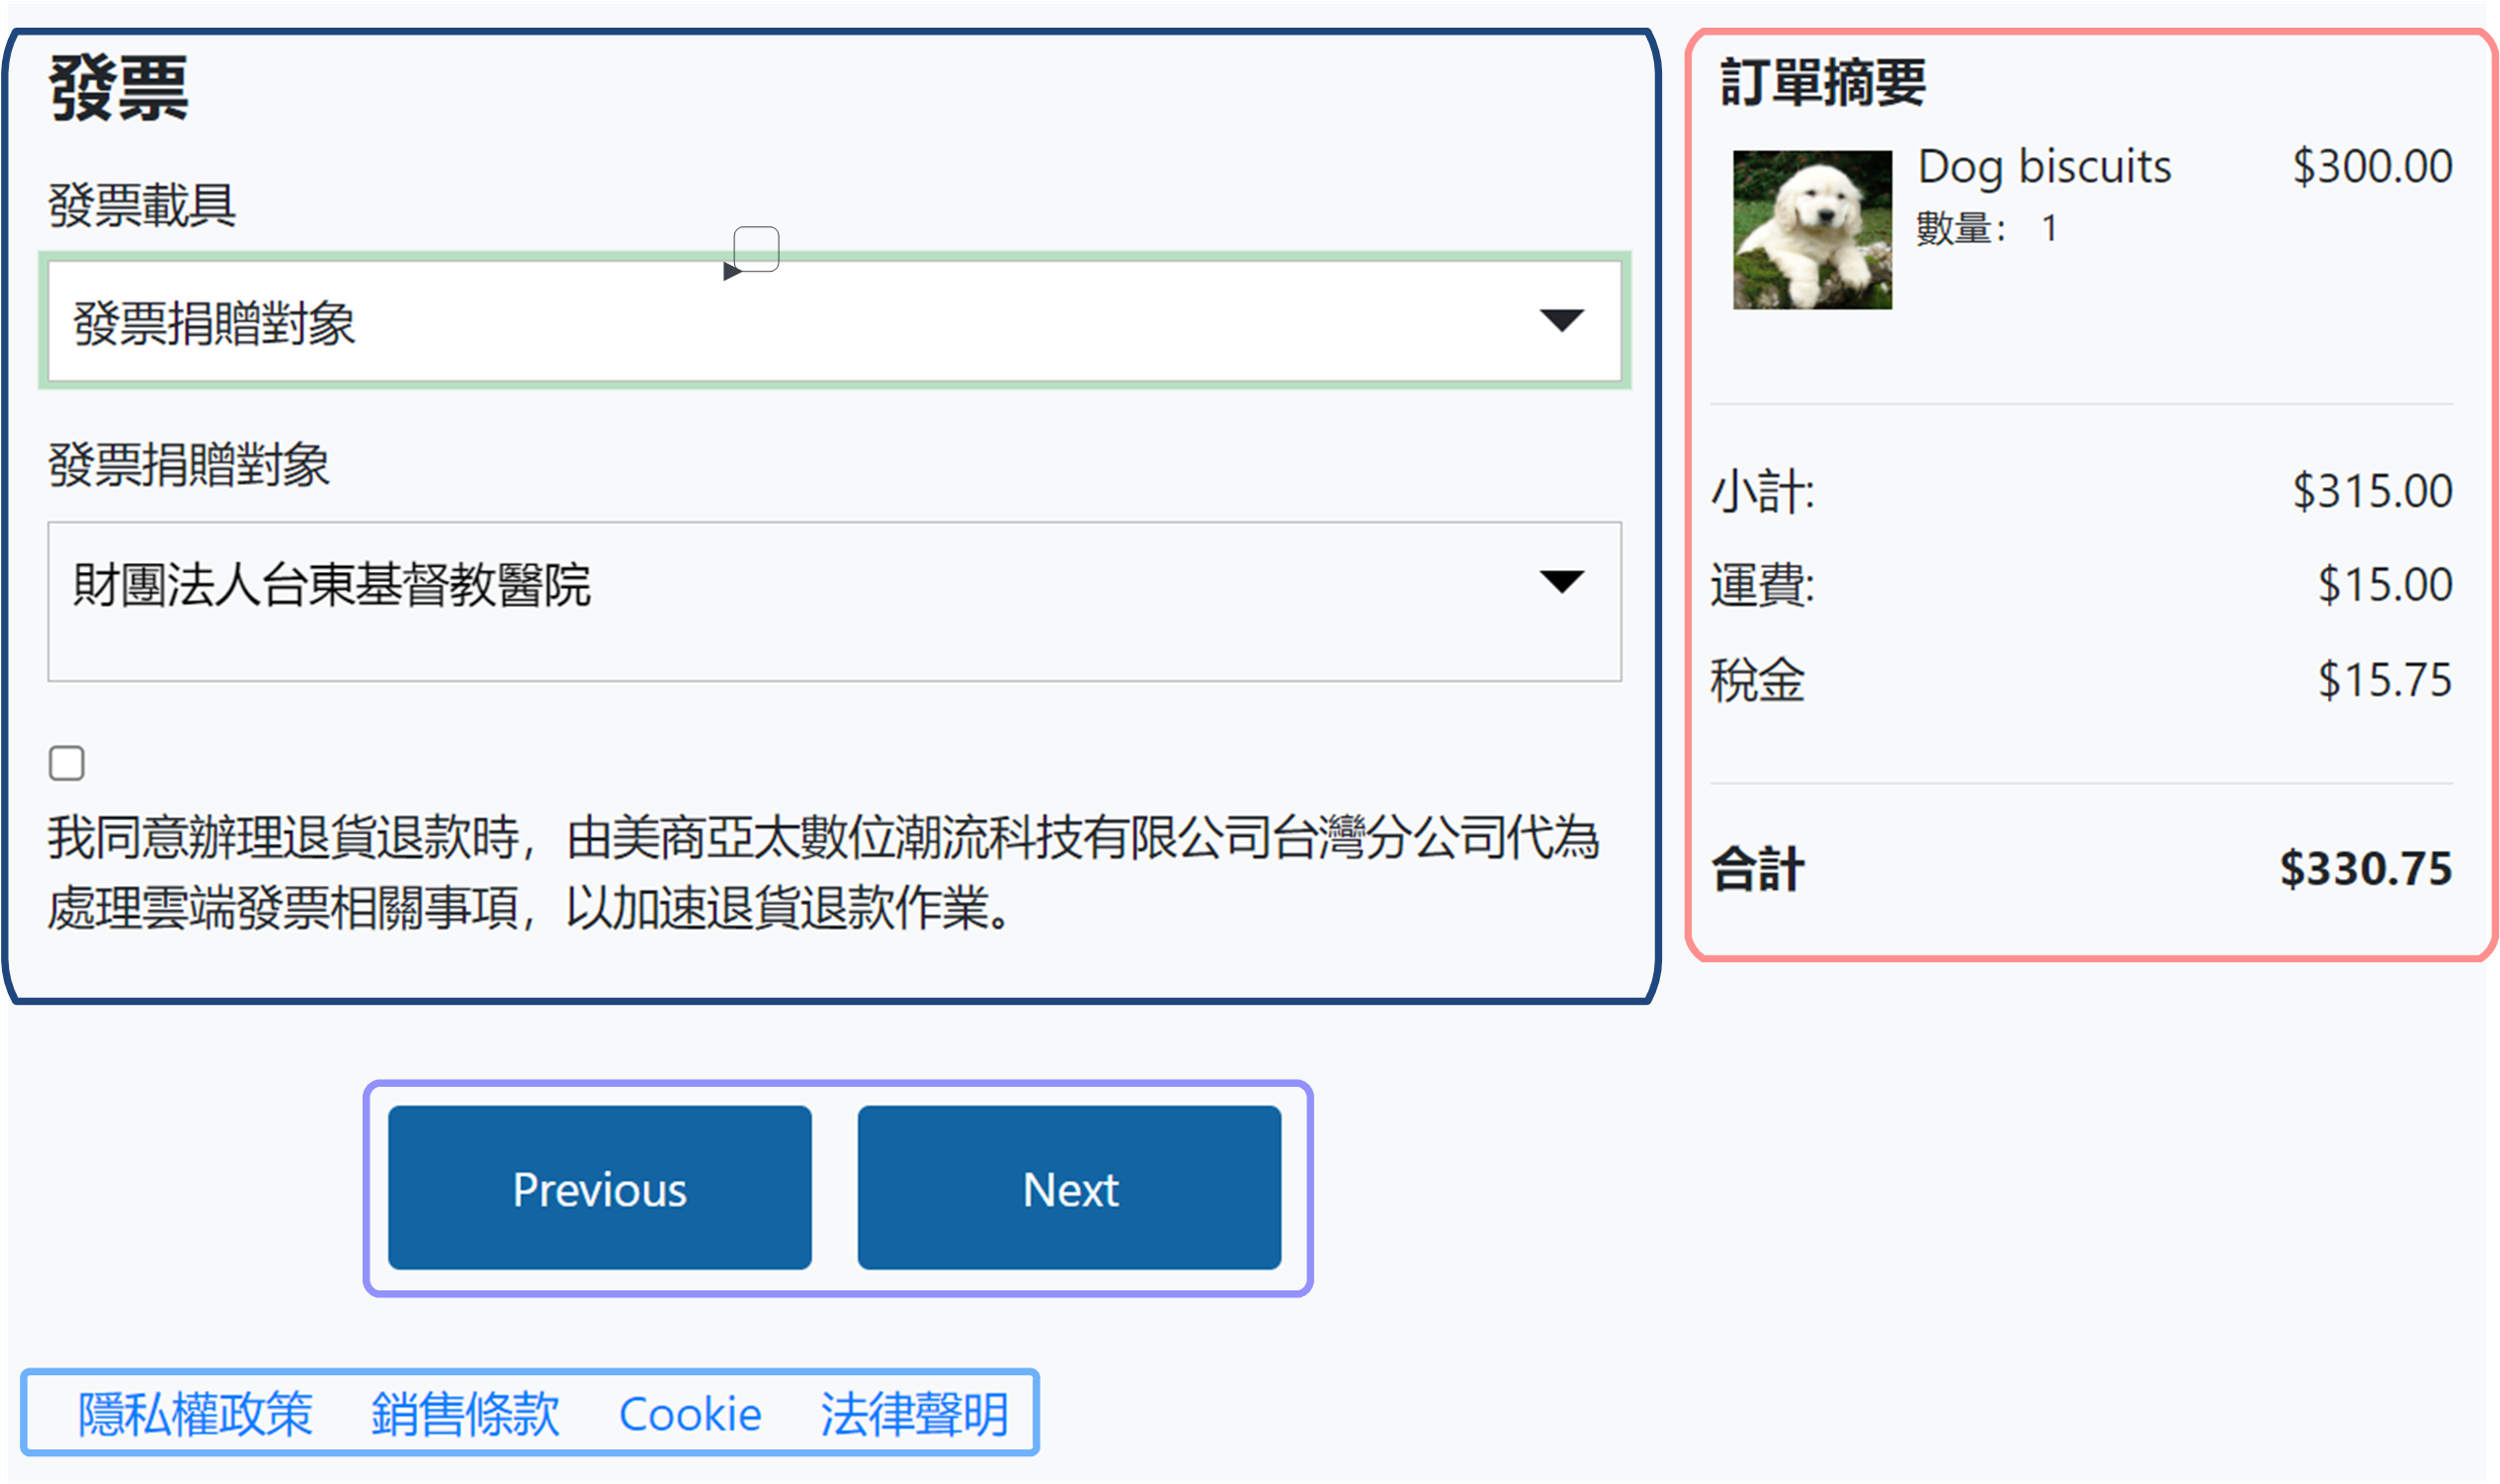 發票
發票載具
發票捐贈對象
發票捐贈對象
財團法人台東基督教醫院
我同意辦理退貨退款時，由美商亞太數位潮流科技有限公司台灣分公司代為
處理雲端發票相關事項，以加速退貨退款作業。
訂單摘要
Dog biscuits $300.00
數量： 1
小計: $315.00
運費: $15.00
稅金 $15.75
合計 $330.75
Previous Next
隱私權政策 銷售條款 Cookie 法律聲明